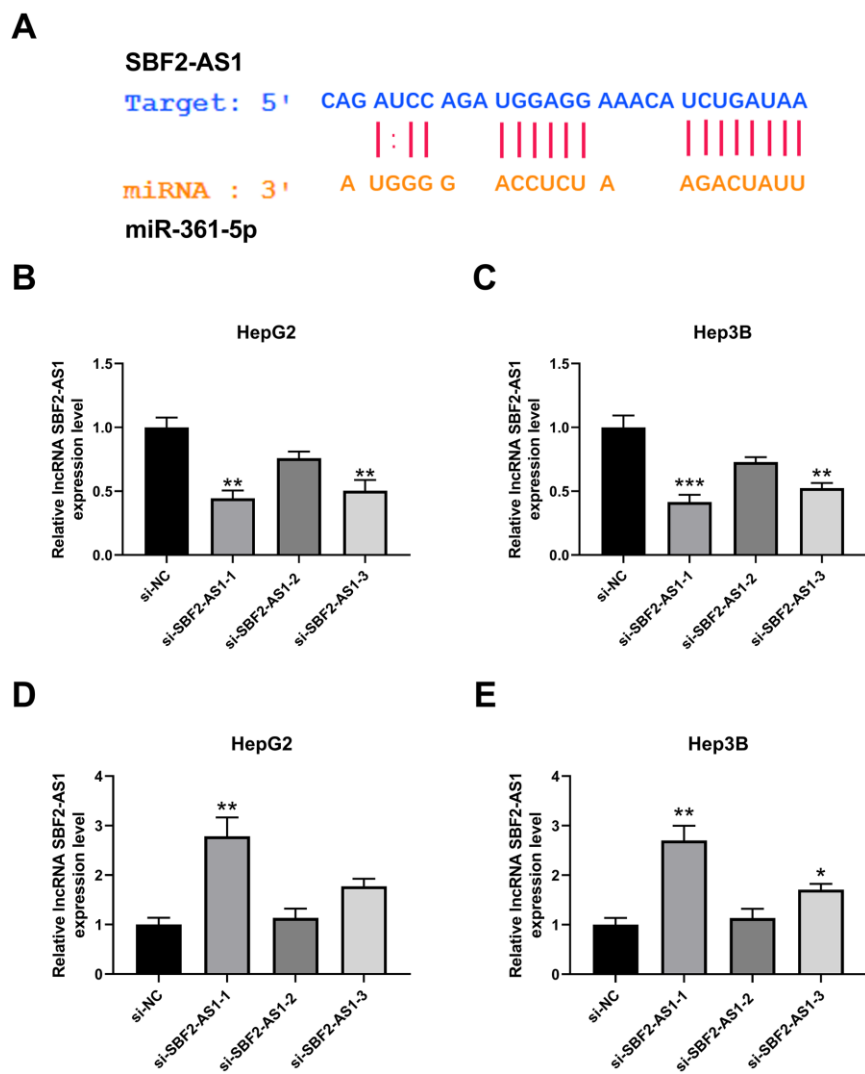 A
SBF2-AS1
Target: 5' CAG AUCC AGA UGGAGG AAACA UCUGAUAA
|:|| |||||| ||||||||
miRNA : 3' A UGGG G ACCUCU A AGACUAUU
miR-361-5p
B
HepG2
Relative lncRNA SBF2-AS1
expression level
1.5
1.0
0.5
0.0
**
**
si-NC
si-SBF2-AS1-1
si-SBF2-AS1-2
si-SBF2-AS1-3
C
Hep3B
Relative lncRNA SBF2-AS1
expression level
1.5
1.0
0.5
0.0
***
**
si-NC
si-SBF2-AS1-1
si-SBF2-AS1-2
si-SBF2-AS1-3
D
HepG2
Relative lncRNA SBF2-AS1
expression level
4
3
2
1
0
**
si-NC
si-SBF2-AS1-1
si-SBF2-AS1-2
si-SBF2-AS1-3
E
Hep3B
Relative lncRNA SBF2-AS1
expression level
4
3
2
1
0
**
*
si-NC
si-SBF2-AS1-1
si-SBF2-AS1-2
si-SBF2-AS1-3